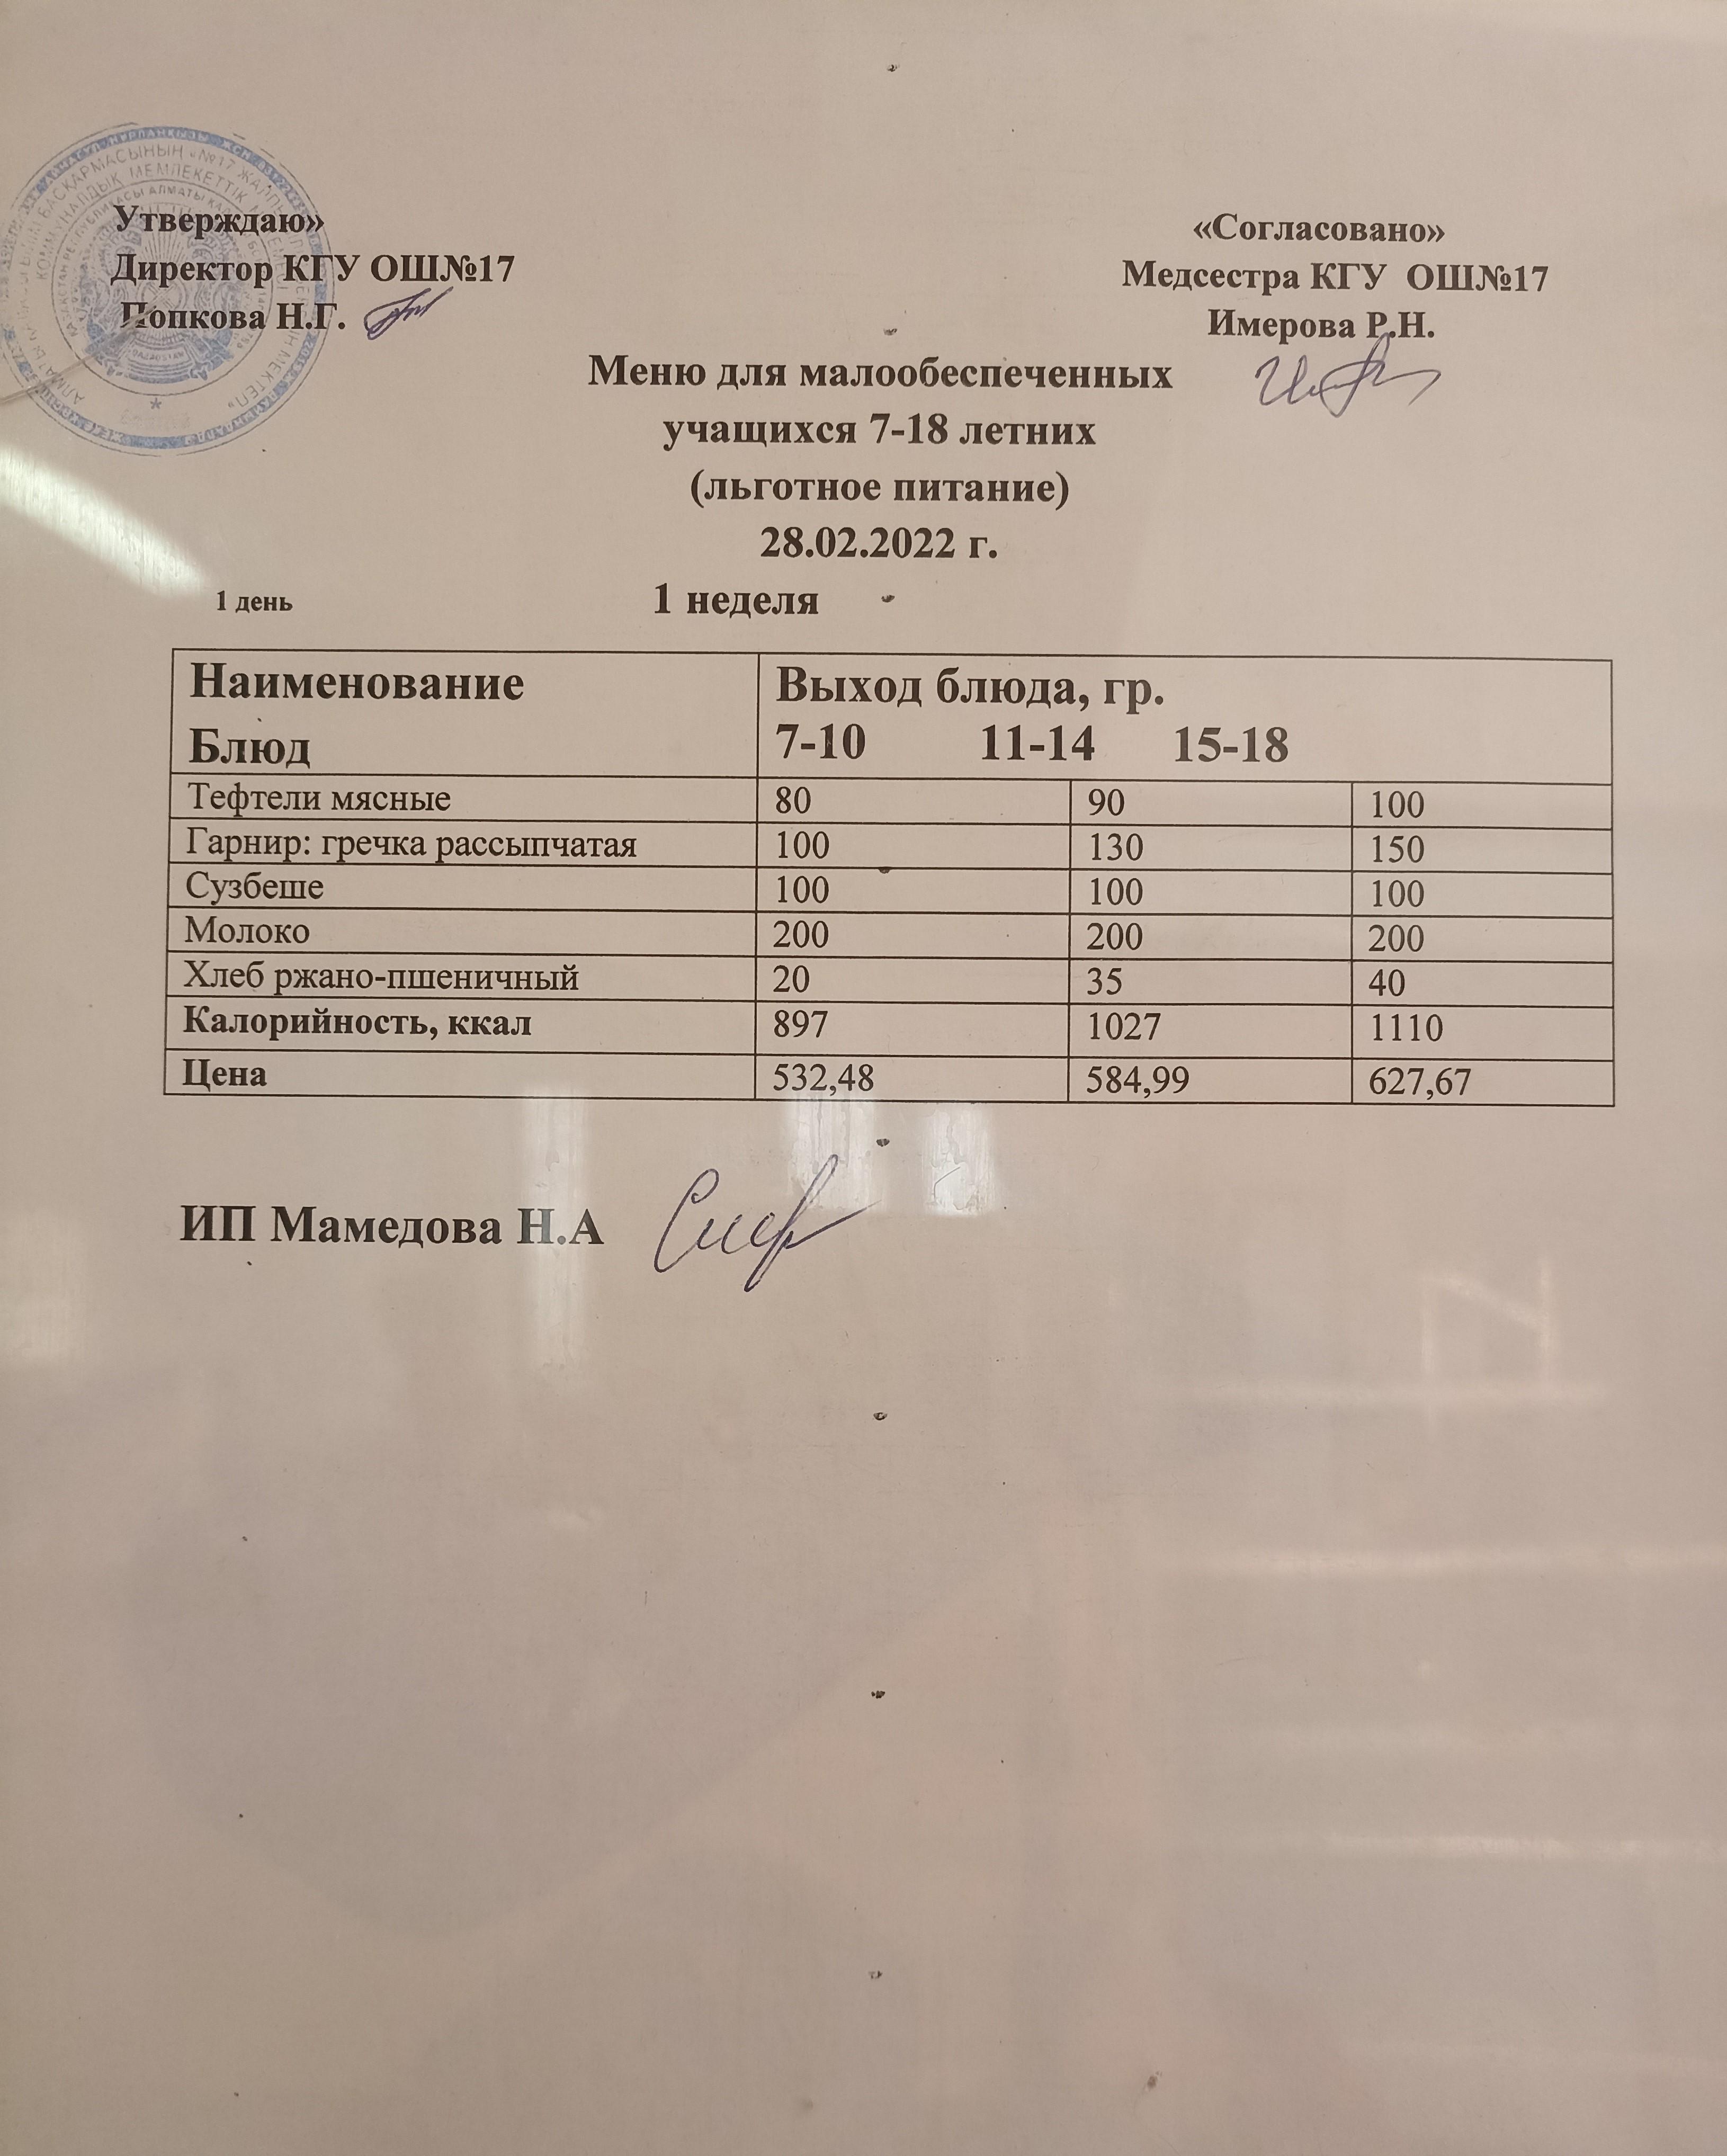 Утверждаю»
Директор КГУ ОШ№17
Попкова Н.Г.
«Согласовано»
Медсестра КГУ ОШ№17
Имерова Р.Н.
Меню для малообеспеченных
учащихся 7-18 летних
(льготное питание)
28.02.2022 г.
1 день 1 неделя
Наименование Блюд
Выход блюда, гр.
7-10 11-14 15-18
Тефтели мясные 80 90 100
Гарнир: гречка рассыпчатая 100 130 150
Сузбеше 100 100 100
Молоко 200 200 200
Хлеб ржано-пшеничный 20 35 40
Калорийность, ккал 897 1027 1110
Цена 532,48 584,99 627,67
ИП Мамедова Н.А